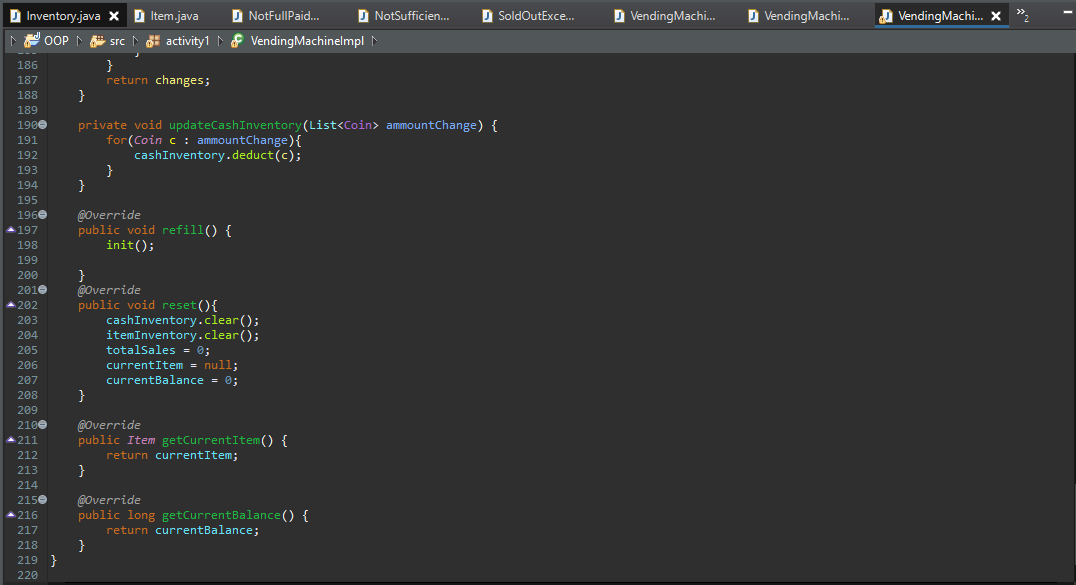 Inventory.java Item.java NotFullPaid... NotSufficien... SoldOutExce... VendingMachi... VendingMachi... VendingMachi... »2
OOP src activity1 VendingMachineImpl
186 }
187 return changes;
188 }
189
190 private void updateCashInventory(List<Coin> ammountChange) {
191 for(Coin c : ammountChange){
192 cashInventory.deduct(c);
193 }
194 }
195
196 @Override
197 public void refill() {
198 init();
199
200 }
201 @Override
202 public void reset(){
203 cashInventory.clear();
204 itemInventory.clear();
205 totalSales = 0;
206 currentItem = null;
207 currentBalance = 0;
208 }
209
210 @Override
211 public Item getCurrentItem() {
212 return currentItem;
213 }
214
215 @Override
216 public long getCurrentBalance() {
217 return currentBalance;
218 }
219 }
220